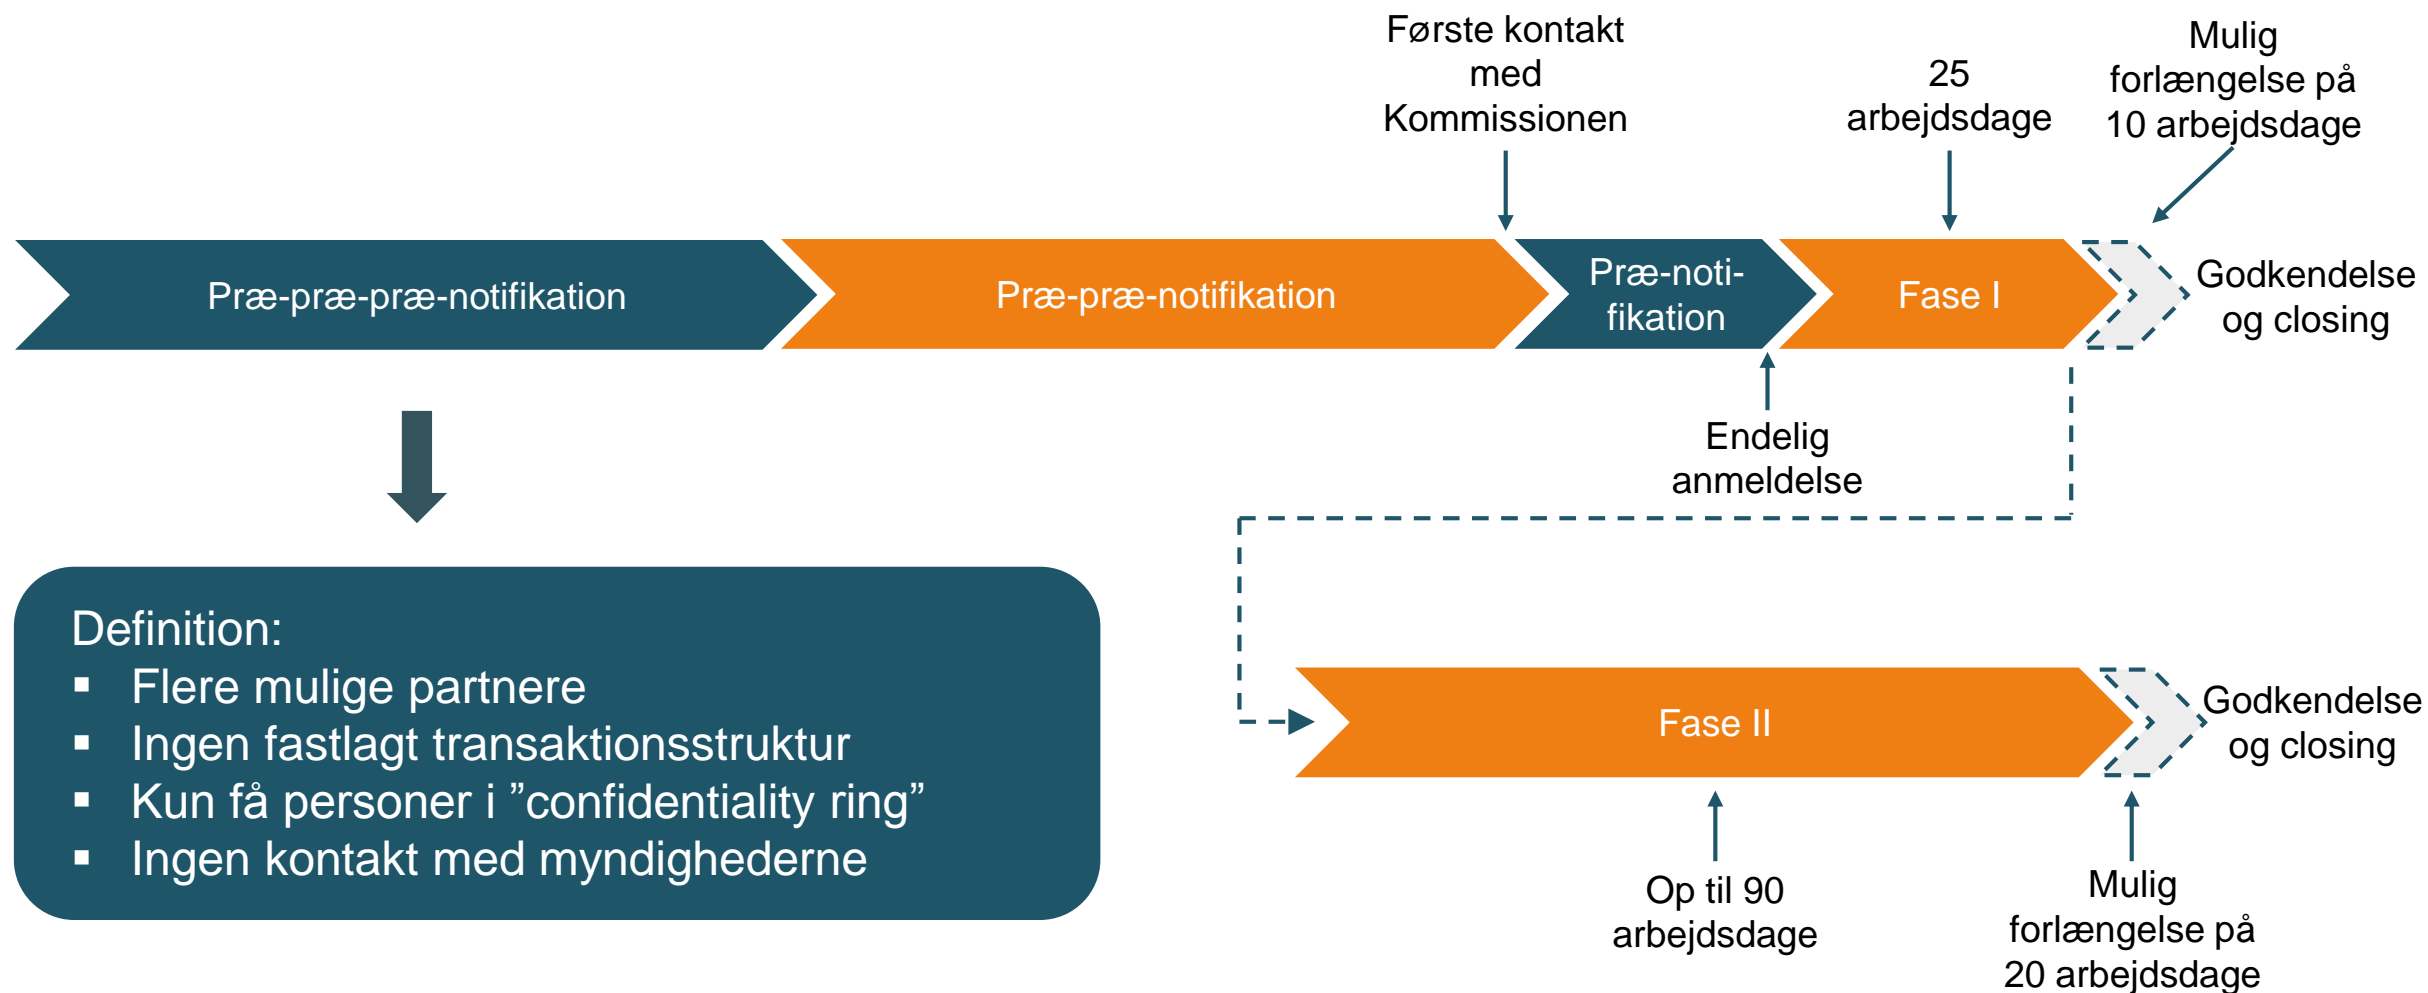 Første kontakt
med
Kommissionen
25
arbejdsdage
Mulig
forlængelse på
10 arbejdsdage
Præ-præ-præ-notifikation
Præ-præ-notifikation
Præ-noti-
fikation
Fase I
Godkendelse
og closing
Endelig
anmeldelse
Definition:
▪ Flere mulige partnere
▪ Ingen fastlagt transaktionsstruktur
▪ Kun få personer i ”confidentiality ring”
▪ Ingen kontakt med myndighederne
Fase II
Godkendelse
og closing
Op til 90
arbejdsdage
Mulig
forlængelse på
20 arbejdsdage